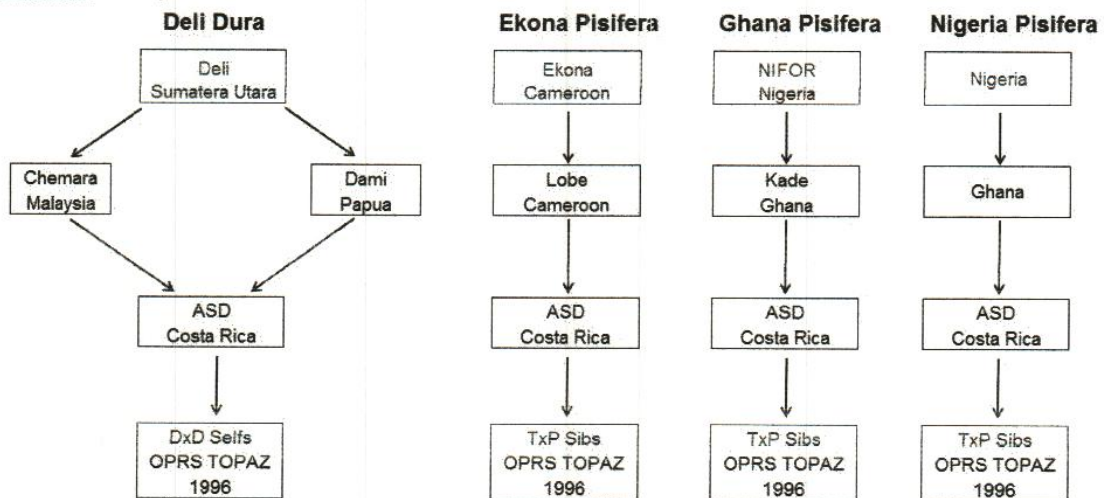 Deli Dura
Deli
Sumatera Utara
Chemara
Malaysia
Dami
Papua
ASD
Costa Rica
DxD Selfs
OPRS TOPAZ
1996
Ekona Pisifera
Ekona
Cameroon
Lobe
Cameroon
ASD
Costa Rica
TxP Sibs
OPRS TOPAZ
1996
Ghana Pisifera
NIFOR
Nigeria
Kade
Ghana
ASD
Costa Rica
TxP Sibs
OPRS TOPAZ
1996
Nigeria Pisifera
Nigeria
Ghana
ASD
Costa Rica
TxP Sibs
OPRS TOPAZ
1996